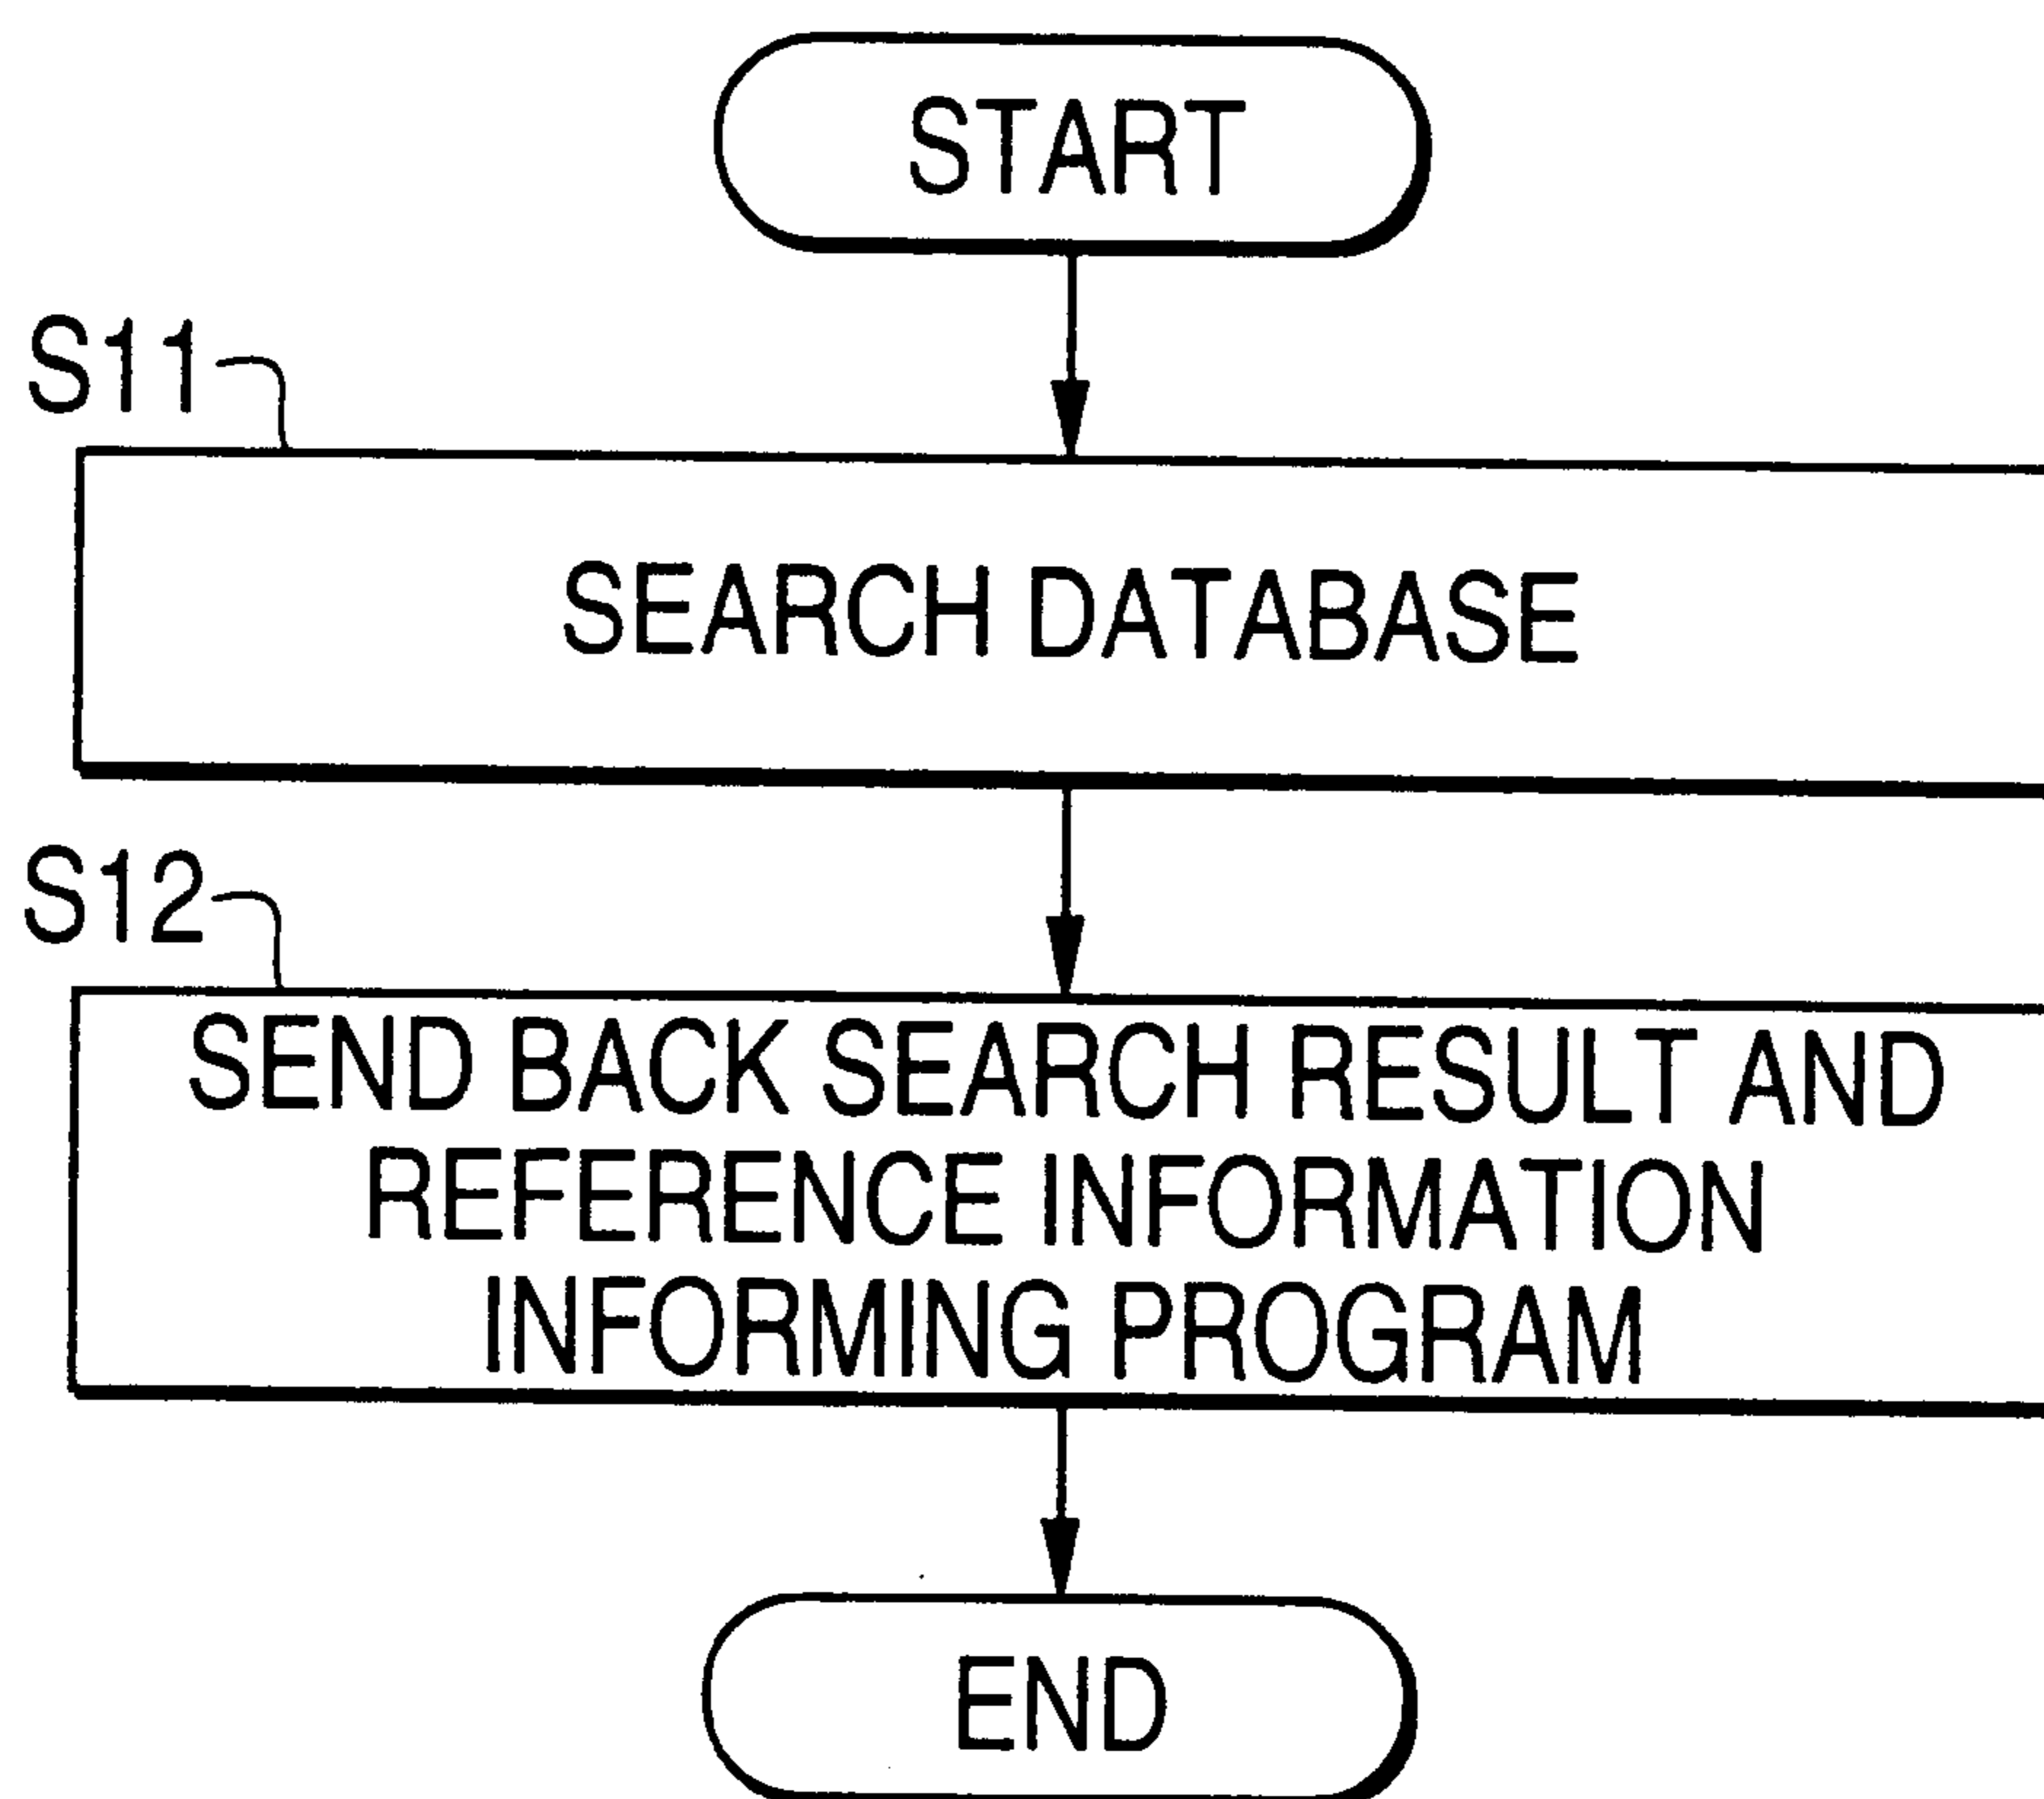 START
S11
SEARCH DATABASE
S12
SEND BACK SEARCH RESULT AND
REFERENCE INFORMATION
INFORMING PROGRAM
END